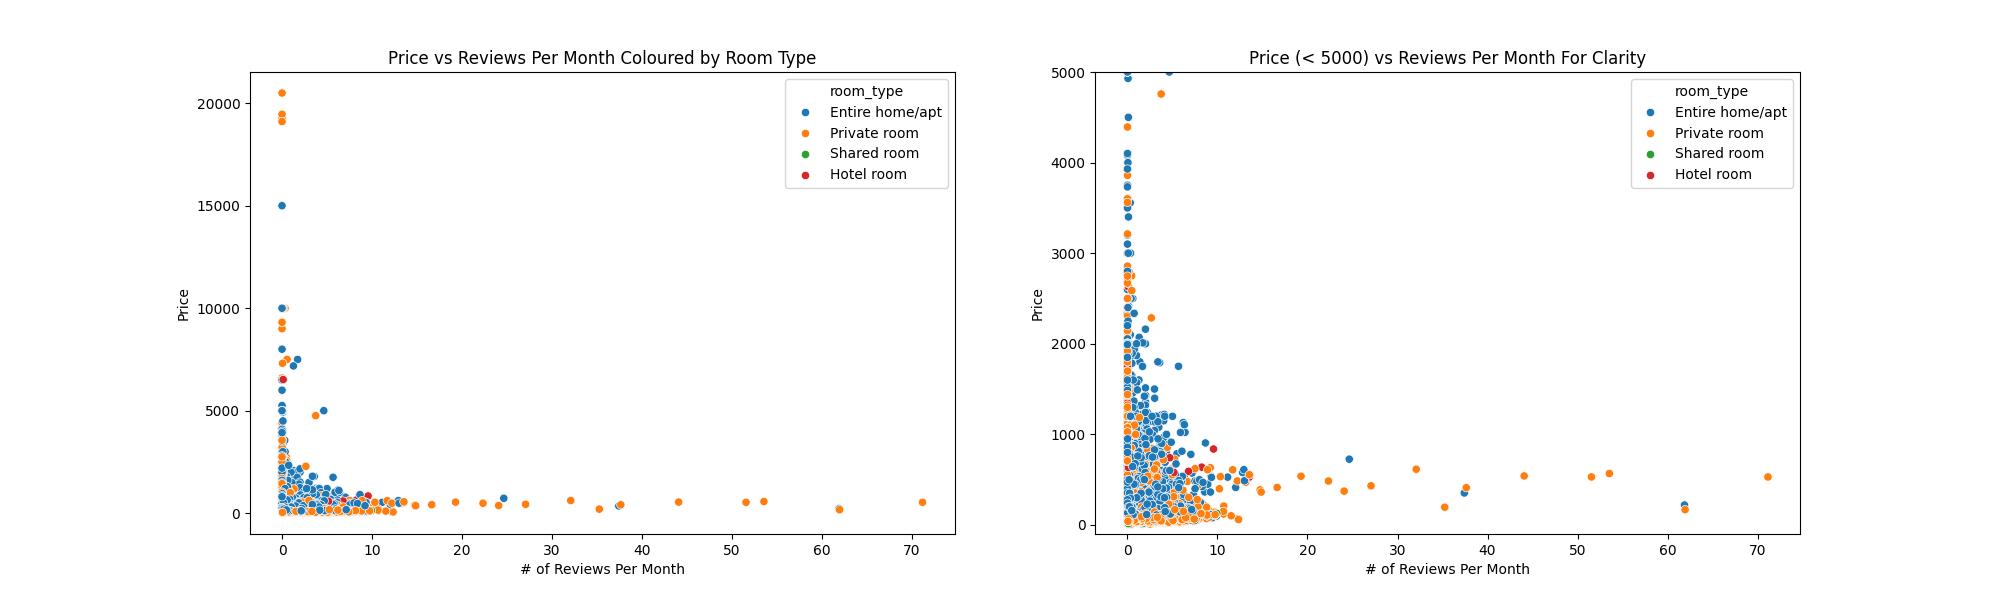 Price vs Reviews Per Month Coloured by Room Type
20000
15000
10000
5000
0
Price
0 10 20 30 40 50 60 70
# of Reviews Per Month
room_type
Entire home/apt
Private room
Shared room
Hotel room
Price (< 5000) vs Reviews Per Month For Clarity
5000
4000
3000
2000
1000
0
Price
0 10 20 30 40 50 60 70
# of Reviews Per Month
room_type
Entire home/apt
Private room
Shared room
Hotel room